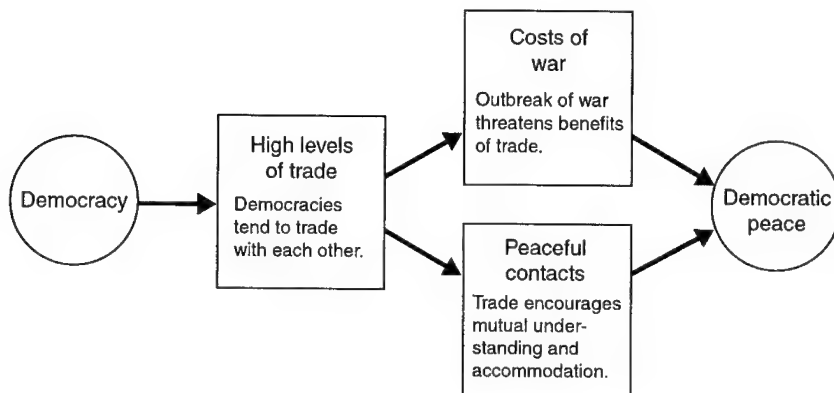 Democracy
High levels
of trade
Democracies
tend to trade
with each other.
Costs of
war
Outbreak of war
threatens benefits
of trade.
Peaceful
contacts
Trade encourages
mutual under-
standing and
accommodation.
Democratic
peace